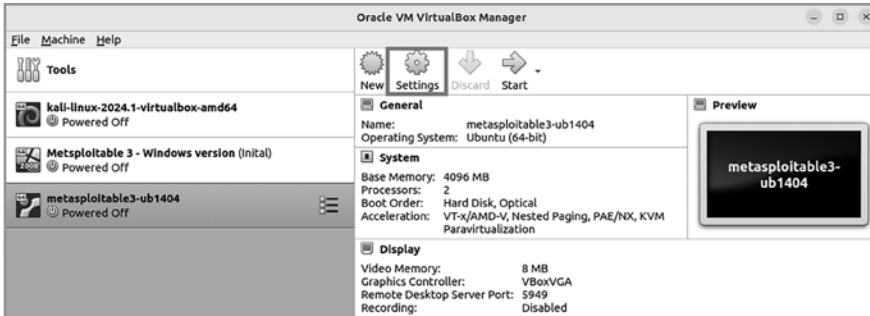 Oracle VM VirtualBox Manager
File Machine Help
Tools
New Settings Discard Start
kali-linux-2024.1-virtualbox-amd64
Powered Off
Metsploitable 3 - Windows version (Inital)
Powered Off
metasploitable3-ub1404
Powered Off
General
Name: metasploitable3-ub1404
Operating System: Ubuntu (64-bit)
System
Base Memory: 4096 MB
Processors: 2
Boot Order: Hard Disk, Optical
Acceleration: VT-x/AMD-V, Nested Paging, PAE/NX, KVM
Paravirtualization
Display
Video Memory: 8 MB
Graphics Controller: VBoxVGA
Remote Desktop Server Port: 5949
Recording: Disabled
Preview
metasploitable3-
ub1404